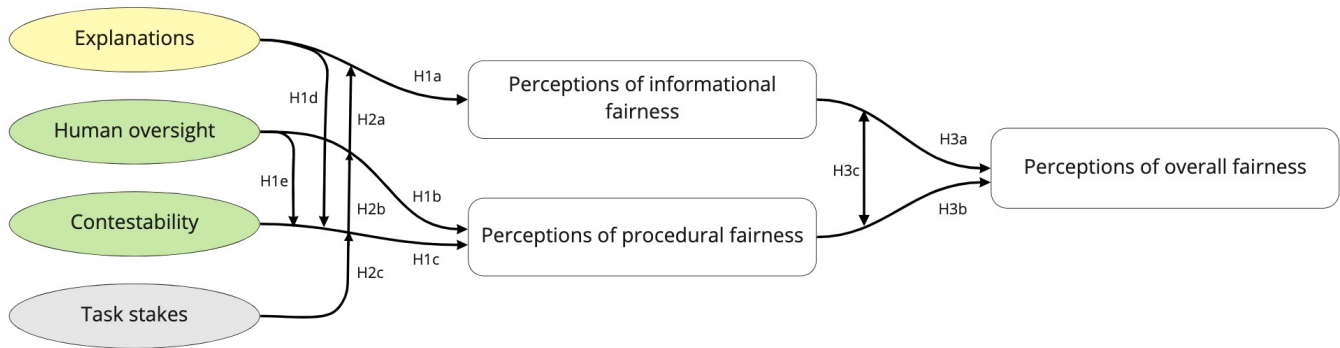 Explanations
Human oversight
Contestability
Task stakes
H1d
H1e
H2a
H2b
H2c
H1a
H1b
H1c
Perceptions of informational
fairness
Perceptions of procedural fairness
H3c
H3a
H3b
Perceptions of overall fairness